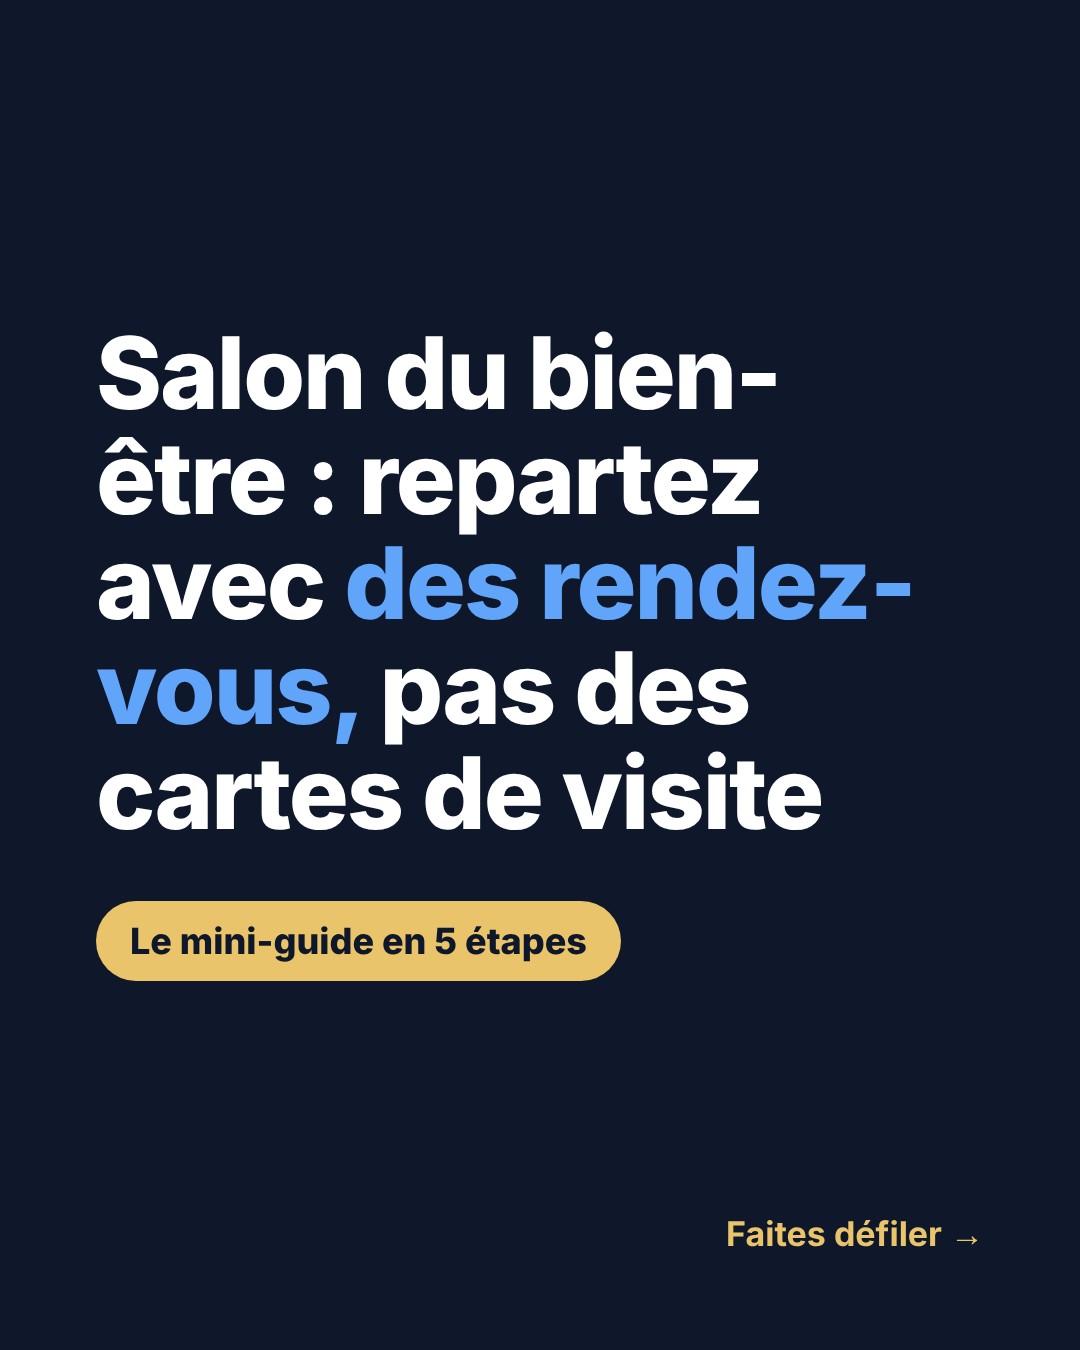 Salon du bien-
être : repartez
avec des rendez-
vous, pas des
cartes de visite
Le mini-guide en 5 étapes
Faites défiler →